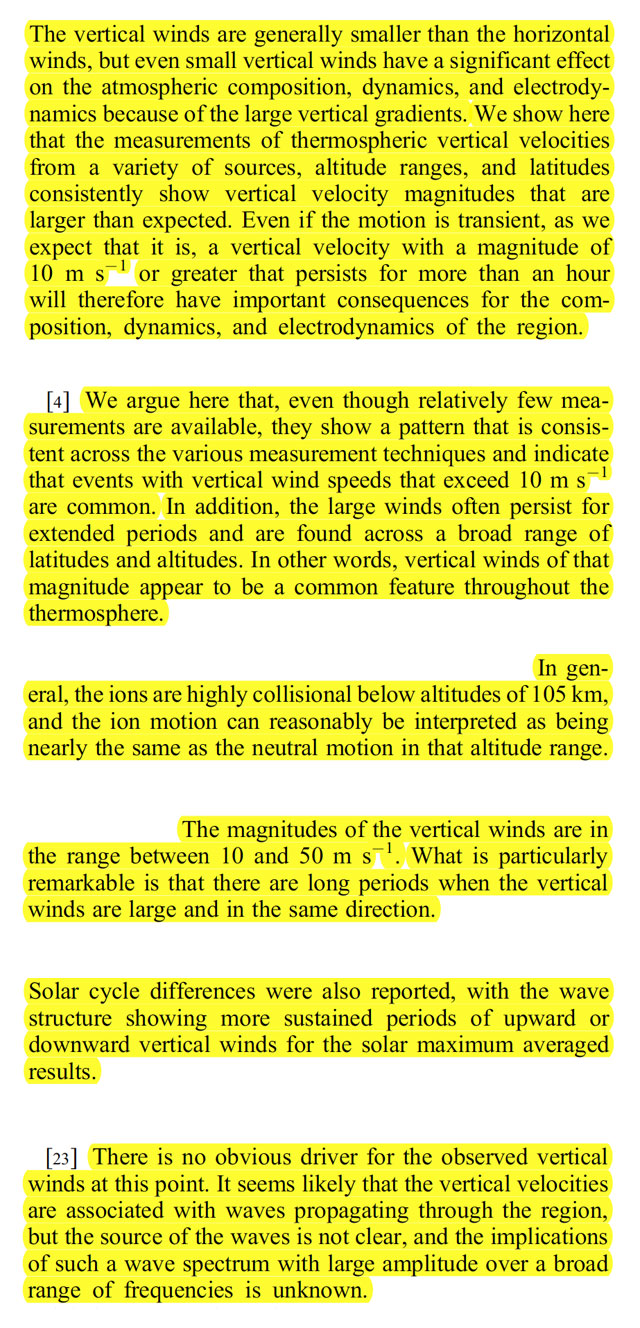 The vertical winds are generally smaller than the horizontal
winds, but even small vertical winds have a significant effect
on the atmospheric composition, dynamics, and electrody-
namics because of the large vertical gradients. We show here
that the measurements of thermospheric vertical velocities
from a variety of sources, altitude ranges, and latitudes
consistently show vertical velocity magnitudes that are
larger than expected. Even if the motion is transient, as we
expect that it is, a vertical velocity with a magnitude of
10 m s⁻¹ or greater that persists for more than an hour
will therefore have important consequences for the com-
position, dynamics, and electrodynamics of the region.
[4] We argue here that, even though relatively few mea-
surements are available, they show a pattern that is consis-
tent across the various measurement techniques and indicate
that events with vertical wind speeds that exceed 10 m s⁻¹
are common. In addition, the large winds often persist for
extended periods and are found across a broad range of
latitudes and altitudes. In other words, vertical winds of that
magnitude appear to be a common feature throughout the
thermosphere.
In gen-
eral, the ions are highly collisional below altitudes of 105 km,
and the ion motion can reasonably be interpreted as being
nearly the same as the neutral motion in that altitude range.
The magnitudes of the vertical winds are in
the range between 10 and 50 m s⁻¹. What is particularly
remarkable is that there are long periods when the vertical
winds are large and in the same direction.
Solar cycle differences were also reported, with the wave
structure showing more sustained periods of upward or
downward vertical winds for the solar maximum averaged
results.
[23] There is no obvious driver for the observed vertical
winds at this point. It seems likely that the vertical velocities
are associated with waves propagating through the region,
but the source of the waves is not clear, and the implications
of such a wave spectrum with large amplitude over a broad
range of frequencies is unknown.